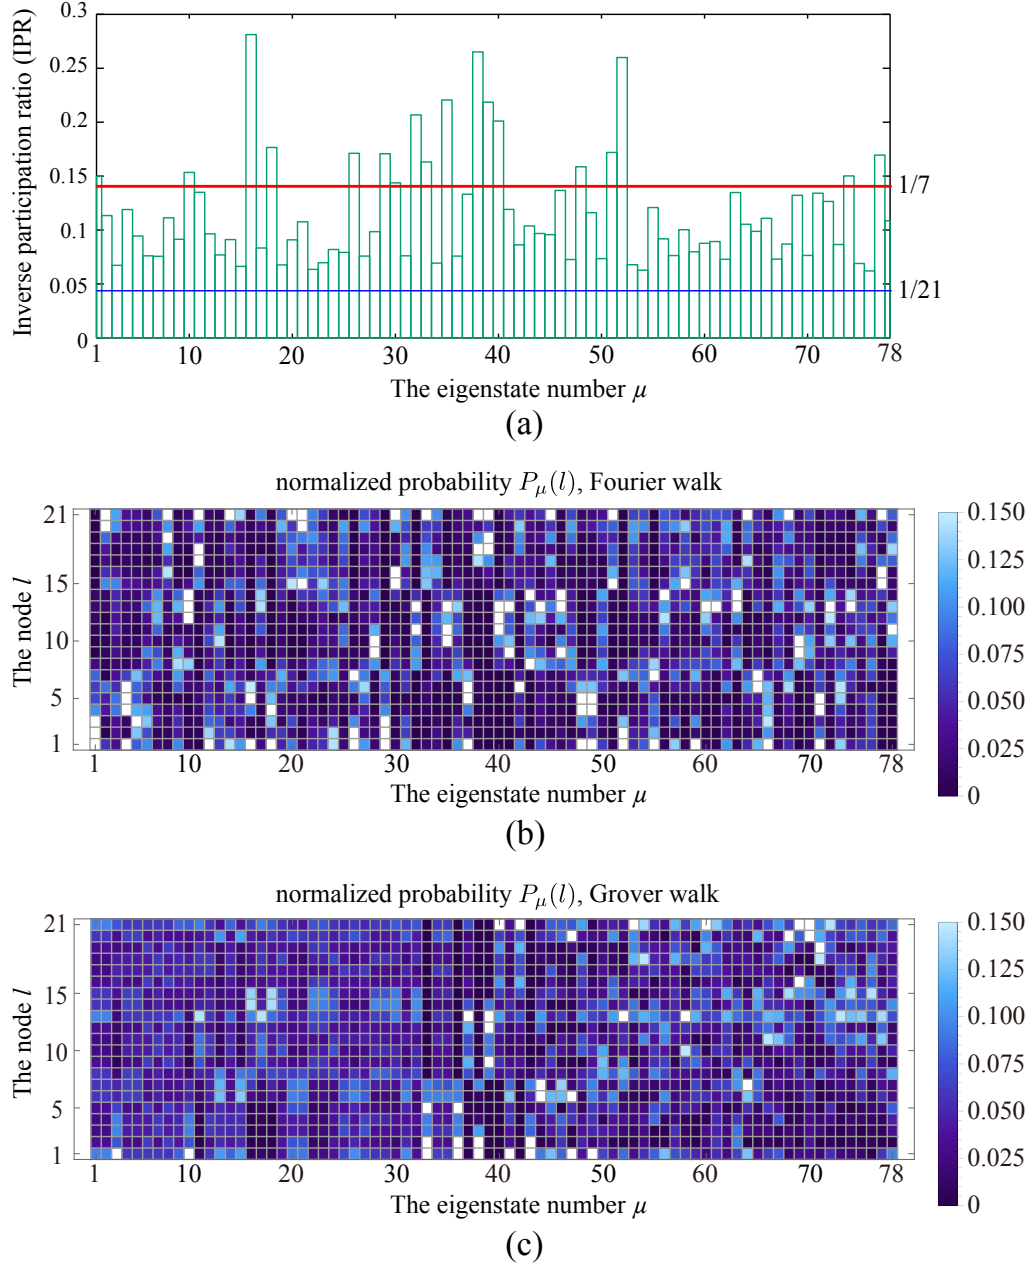 Inverse participation ratio (IPR)
0.3
0.25
0.2
0.15
0.1
0.05
0
1/7
1/21
1 10 20 30 40 50 60 70 78
The eigenstate number μ
(a)
normalized probability Pμ(l), Fourier walk
The node l
21
15
10
5
1
1 10 20 30 40 50 60 70 78
The eigenstate number μ
0.150
0.125
0.100
0.075
0.050
0.025
0
(b)
normalized probability Pμ(l), Grover walk
The node l
21
15
10
5
1
1 10 20 30 40 50 60 70 78
The eigenstate number μ
0.150
0.125
0.100
0.075
0.050
0.025
0
(c)